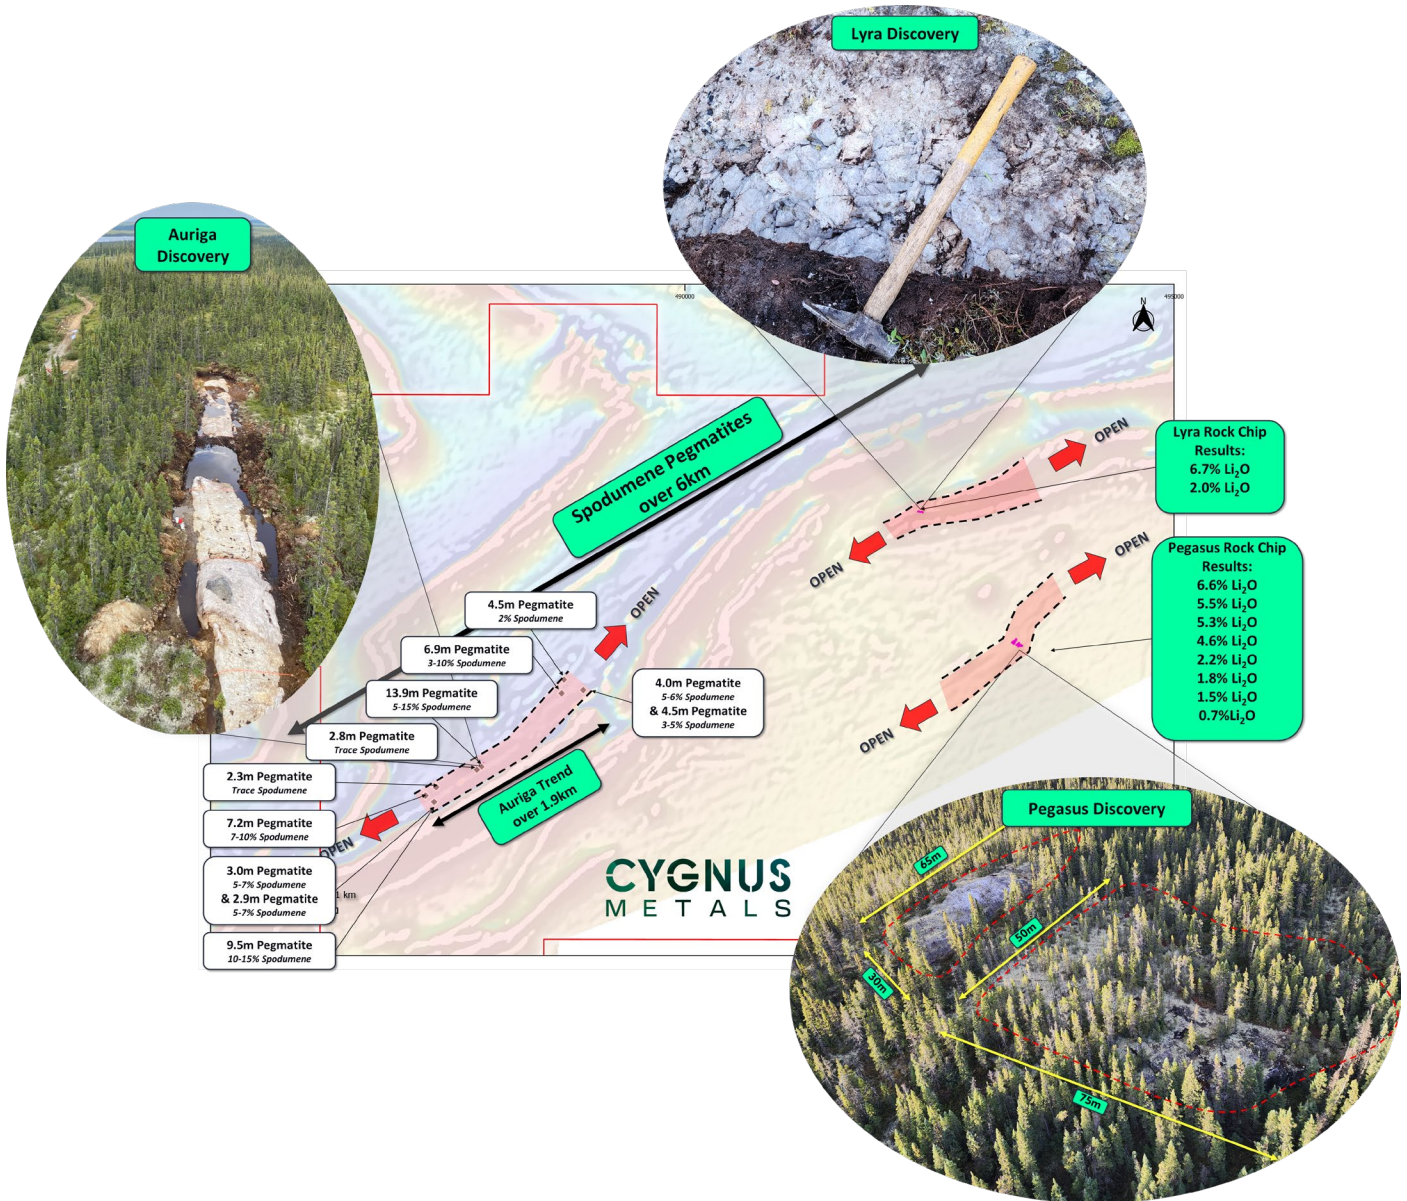 Lyra Discovery
Auriga
Discovery
490000
495000
N
Spodumene Pegmatites
over 6km
OPEN
OPEN
Lyra Rock Chip
Results:
6.7% Li₂O
2.0% Li₂O
OPEN
OPEN
Pegasus Rock Chip
Results:
6.6% Li₂O
5.5% Li₂O
5.3% Li₂O
4.6% Li₂O
2.2% Li₂O
1.8% Li₂O
1.5% Li₂O
0.7%Li₂O
4.5m Pegmatite
2% Spodumene
OPEN
6.9m Pegmatite
3-10% Spodumene
13.9m Pegmatite
5-15% Spodumene
4.0m Pegmatite
5-6% Spodumene
& 4.5m Pegmatite
3-5% Spodumene
2.8m Pegmatite
Trace Spodumene
2.3m Pegmatite
Trace Spodumene
Auriga Trend
over 1.9km
7.2m Pegmatite
7-10% Spodumene
OPEN
3.0m Pegmatite
5-7% Spodumene
& 2.9m Pegmatite
5-7% Spodumene
1 km
9.5m Pegmatite
10-15% Spodumene
CYGNUS
METALS
Pegasus Discovery
65m
50m
30m
75m